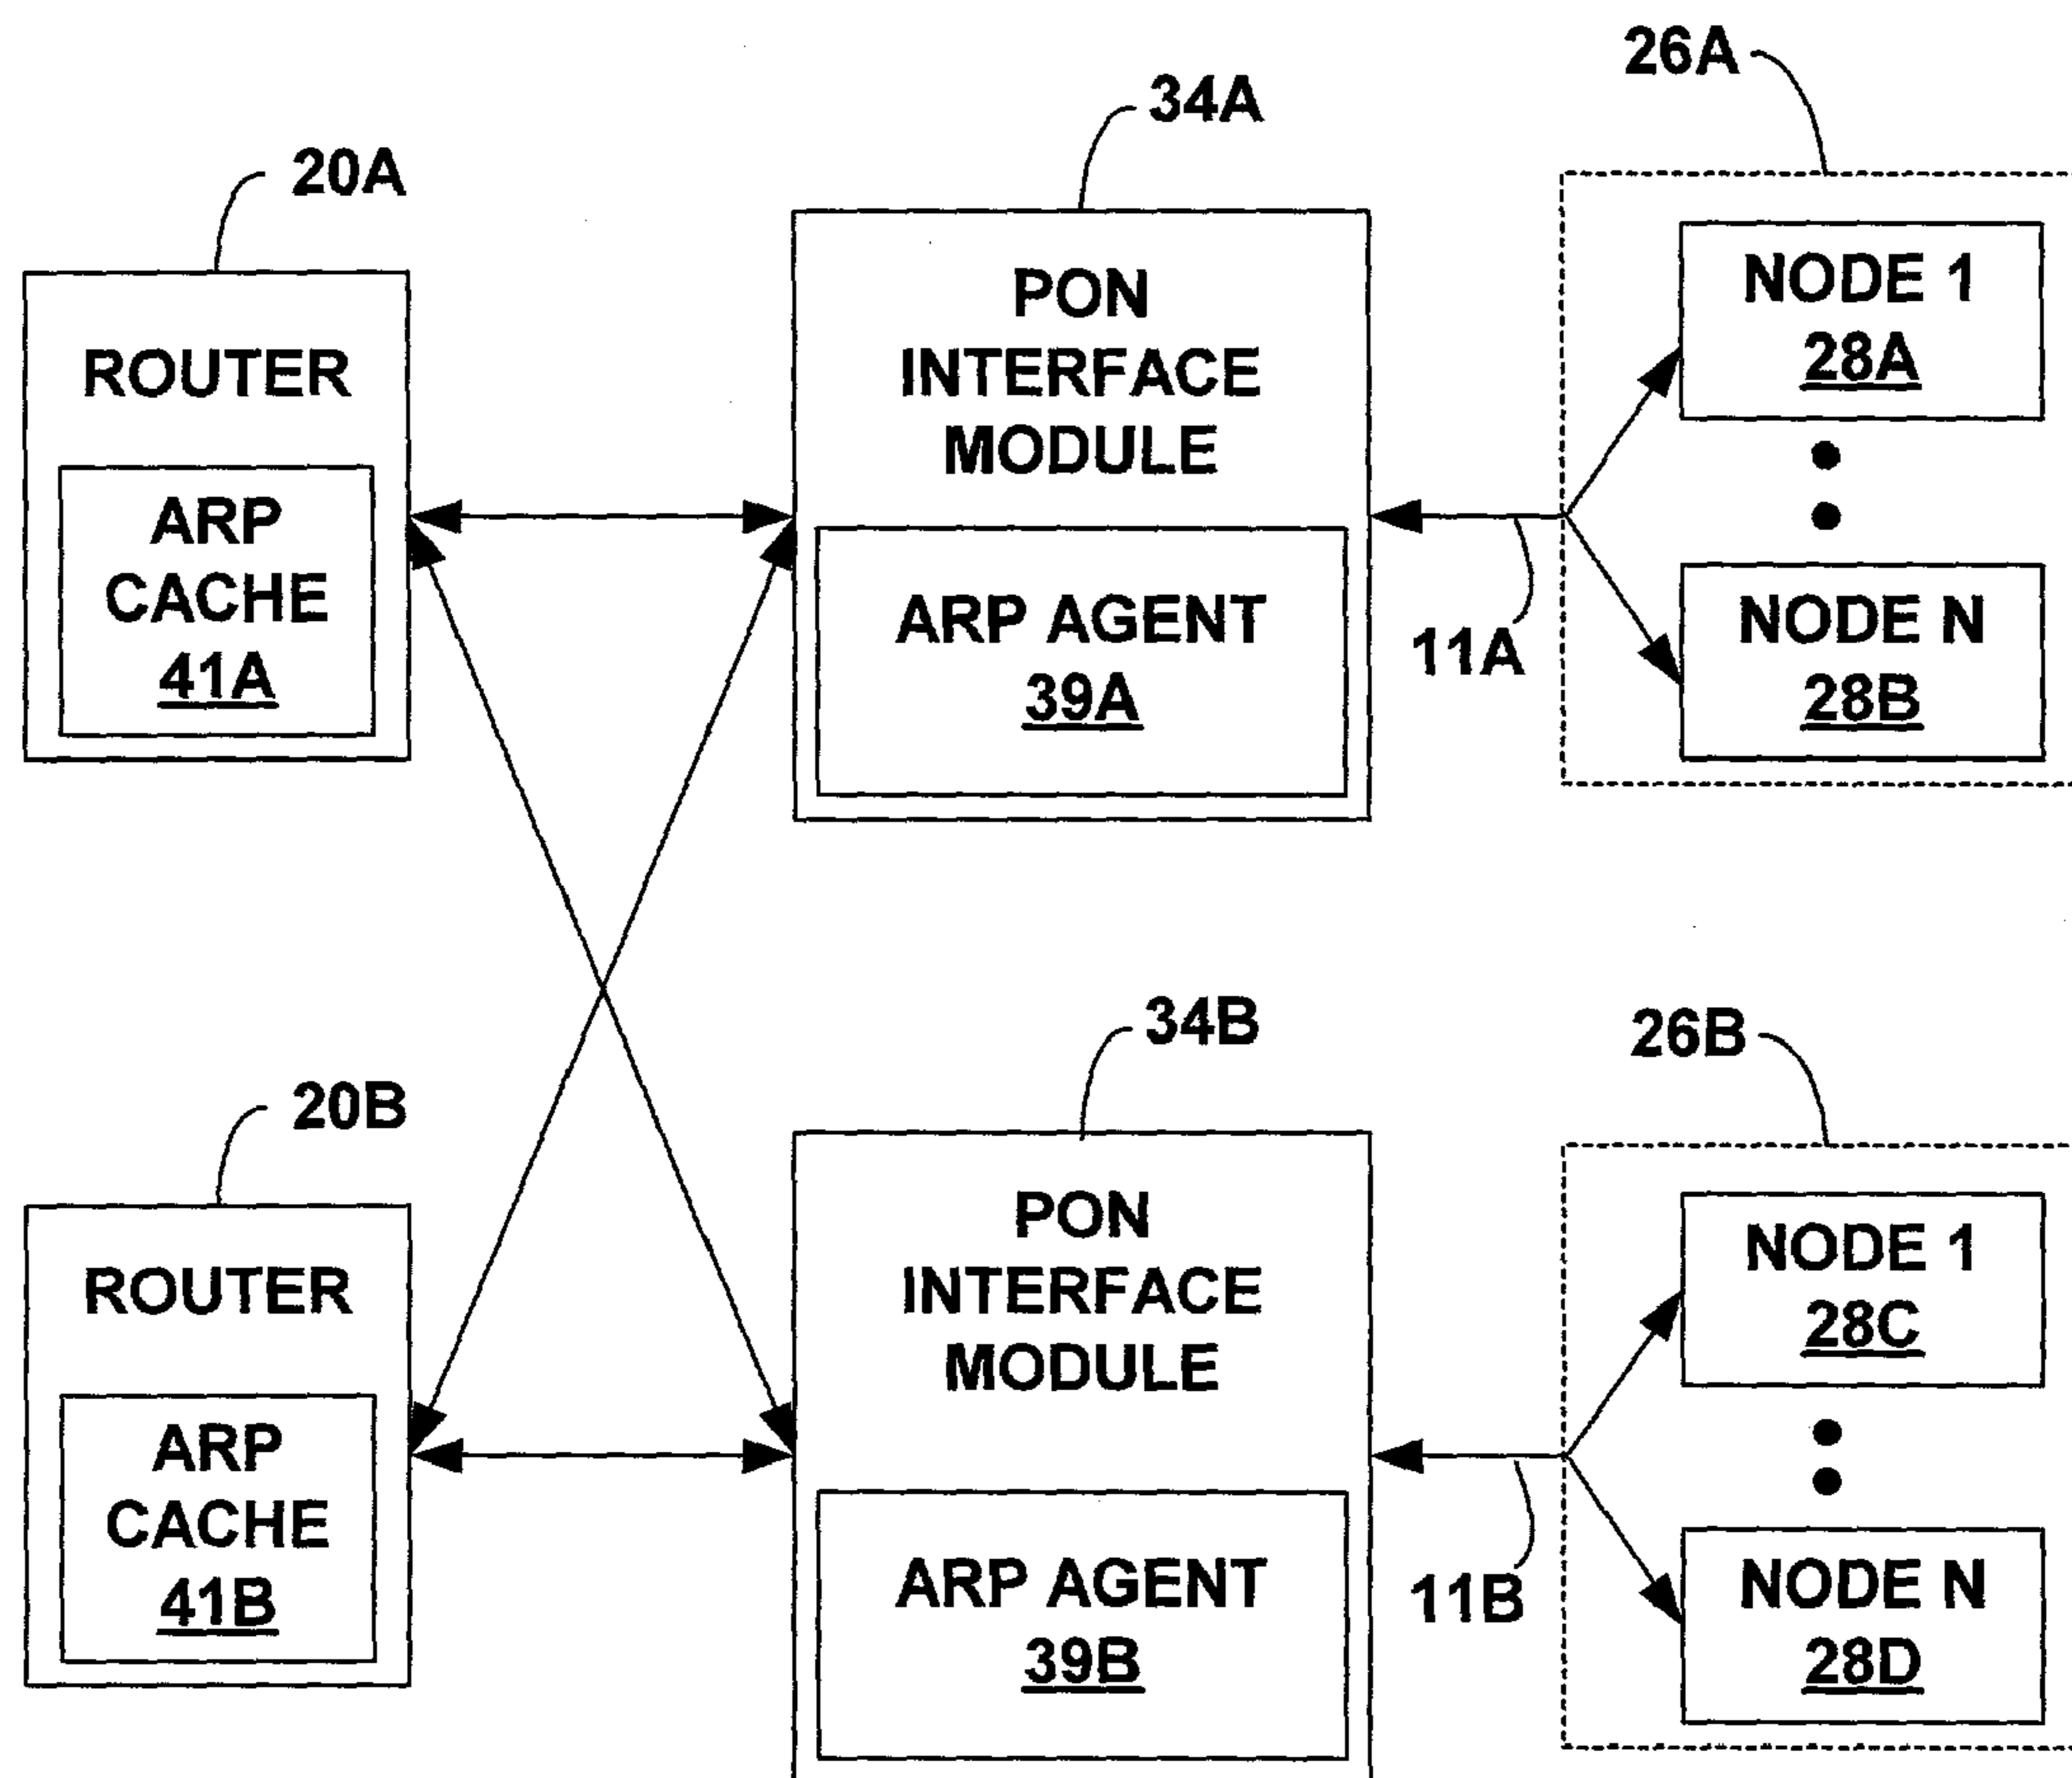 26A
34A
20A
PON
INTERFACE
MODULE
NODE 1
28A
ROUTER
ARP
CACHE
41A
ARP AGENT
39A
11A
NODE N
28B
34B
26B
20B
PON
INTERFACE
MODULE
NODE 1
28C
ROUTER
ARP
CACHE
41B
ARP AGENT
39B
11B
NODE N
28D